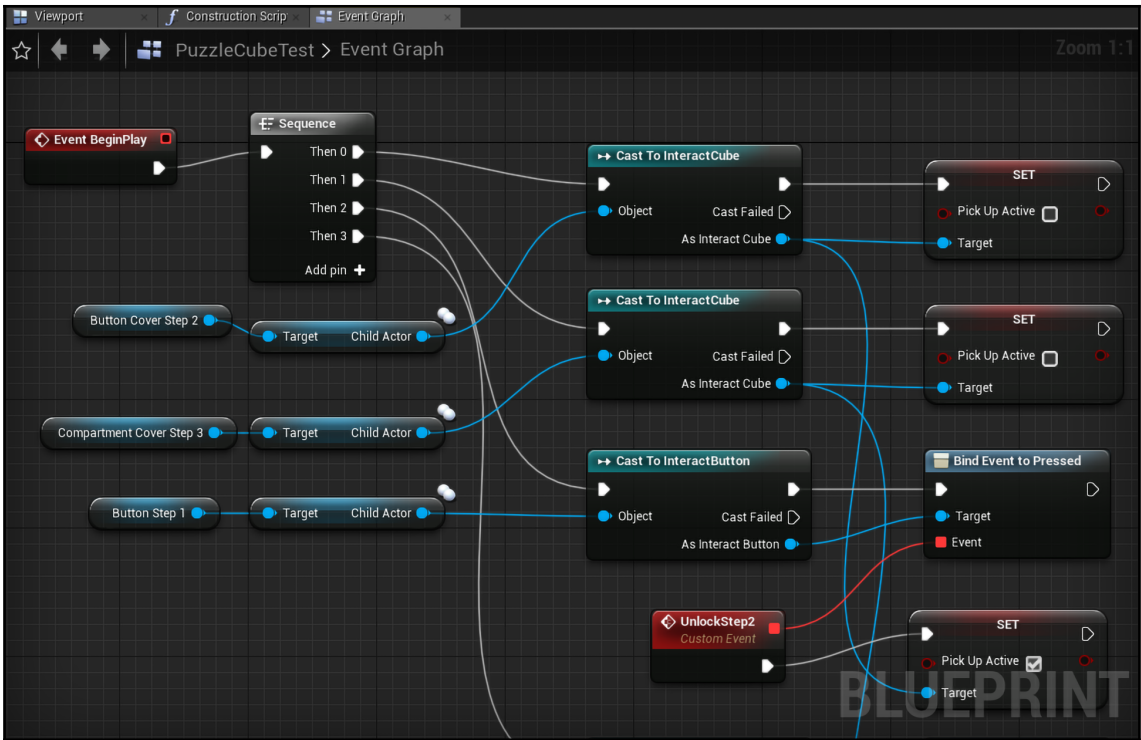 Viewport
Construction Scrip
Event Graph
PuzzleCubeTest > Event Graph
Zoom 1:1
Event BeginPlay
Sequence
Then 0
Then 1
Then 2
Then 3
Add pin
Cast To InteractCube
Object
Cast Failed
As Interact Cube
SET
Pick Up Active
Target
Button Cover Step 2
Target Child Actor
Cast To InteractCube
Object
Cast Failed
As Interact Cube
SET
Pick Up Active
Target
Compartment Cover Step 3
Target Child Actor
Cast To InteractButton
Object
Cast Failed
As Interact Button
Bind Event to Pressed
Target
Event
Button Step 1
Target Child Actor
UnlockStep2
Custom Event
SET
Pick Up Active
Target
BLUEPRINT